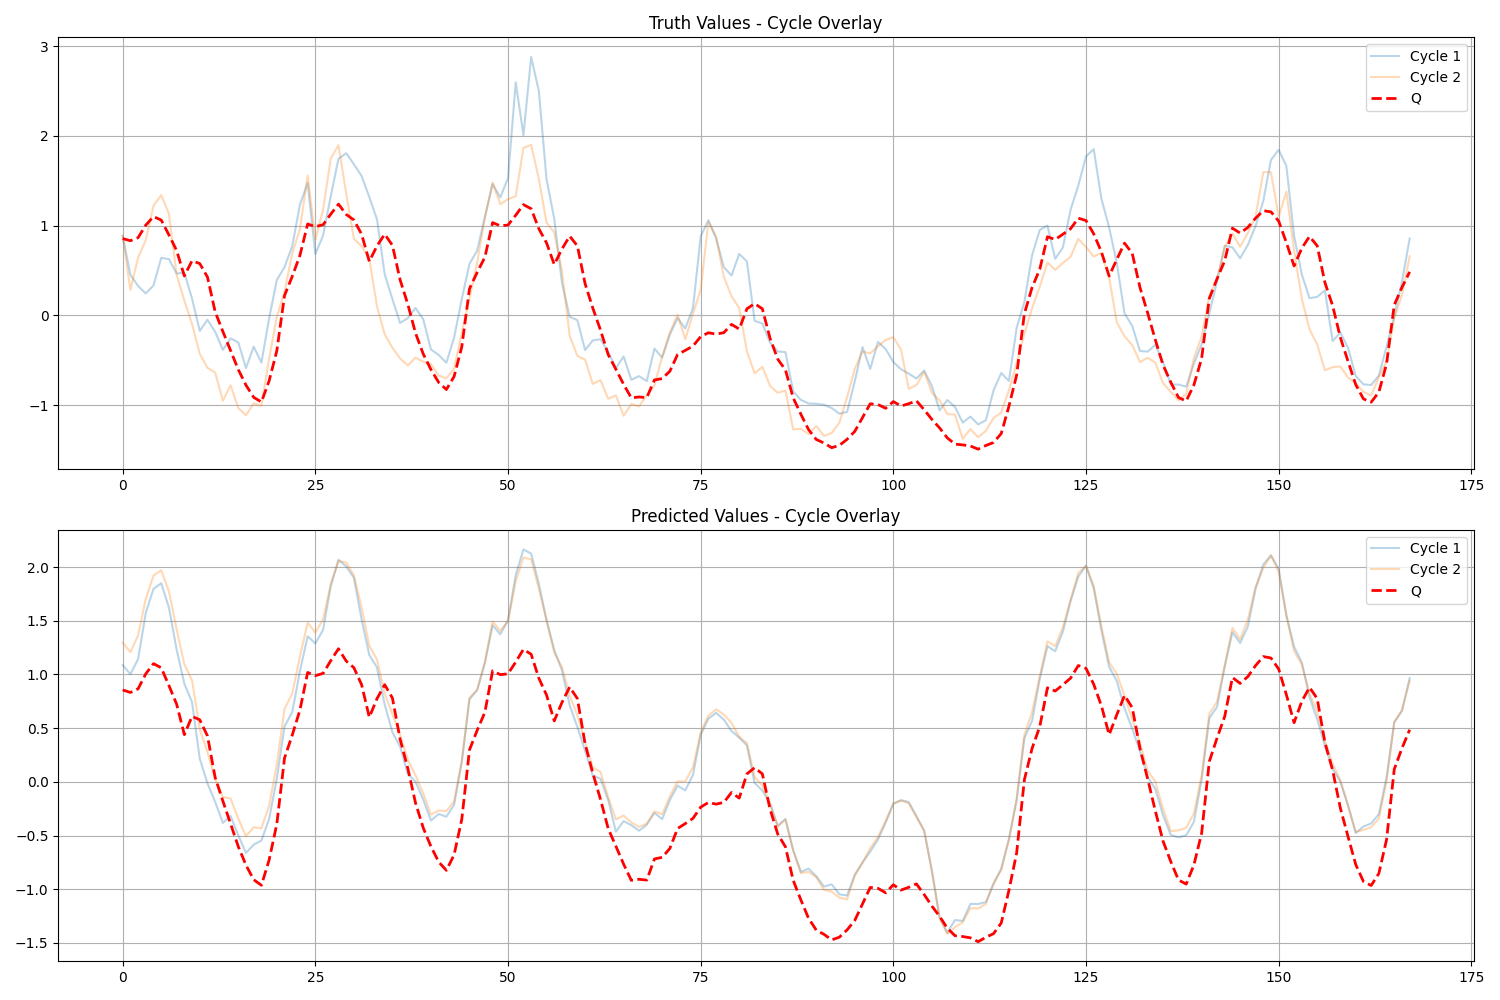 Truth Values - Cycle Overlay
3
2
1
0
−1
Cycle 1
Cycle 2
Q
0 25 50 75 100 125 150 175
Predicted Values - Cycle Overlay
2.0
1.5
1.0
0.5
0.0
−0.5
−1.0
−1.5
Cycle 1
Cycle 2
Q
0 25 50 75 100 125 150 175